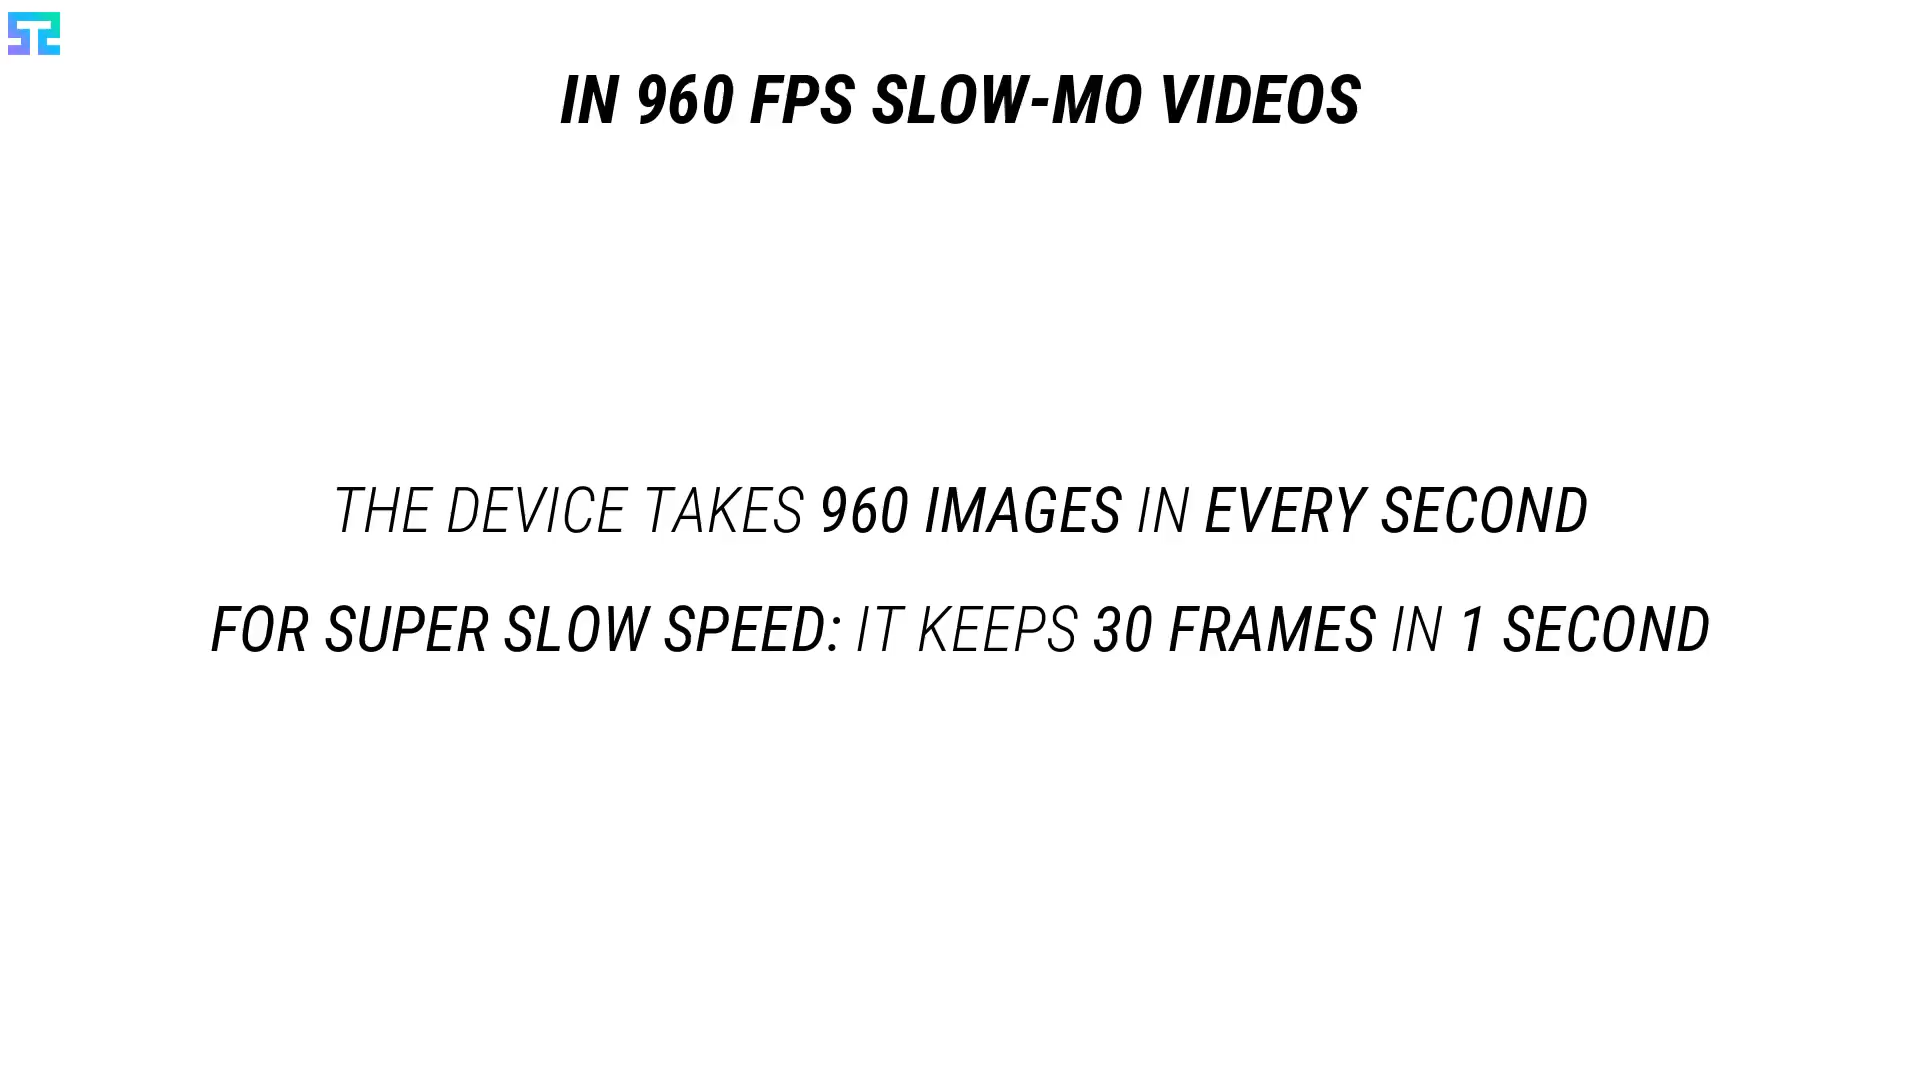 IN 960 FPS SLOW-MO VIDEOS
THE DEVICE TAKES 960 IMAGES IN EVERY SECOND
FOR SUPER SLOW SPEED: IT KEEPS 30 FRAMES IN 1 SECOND